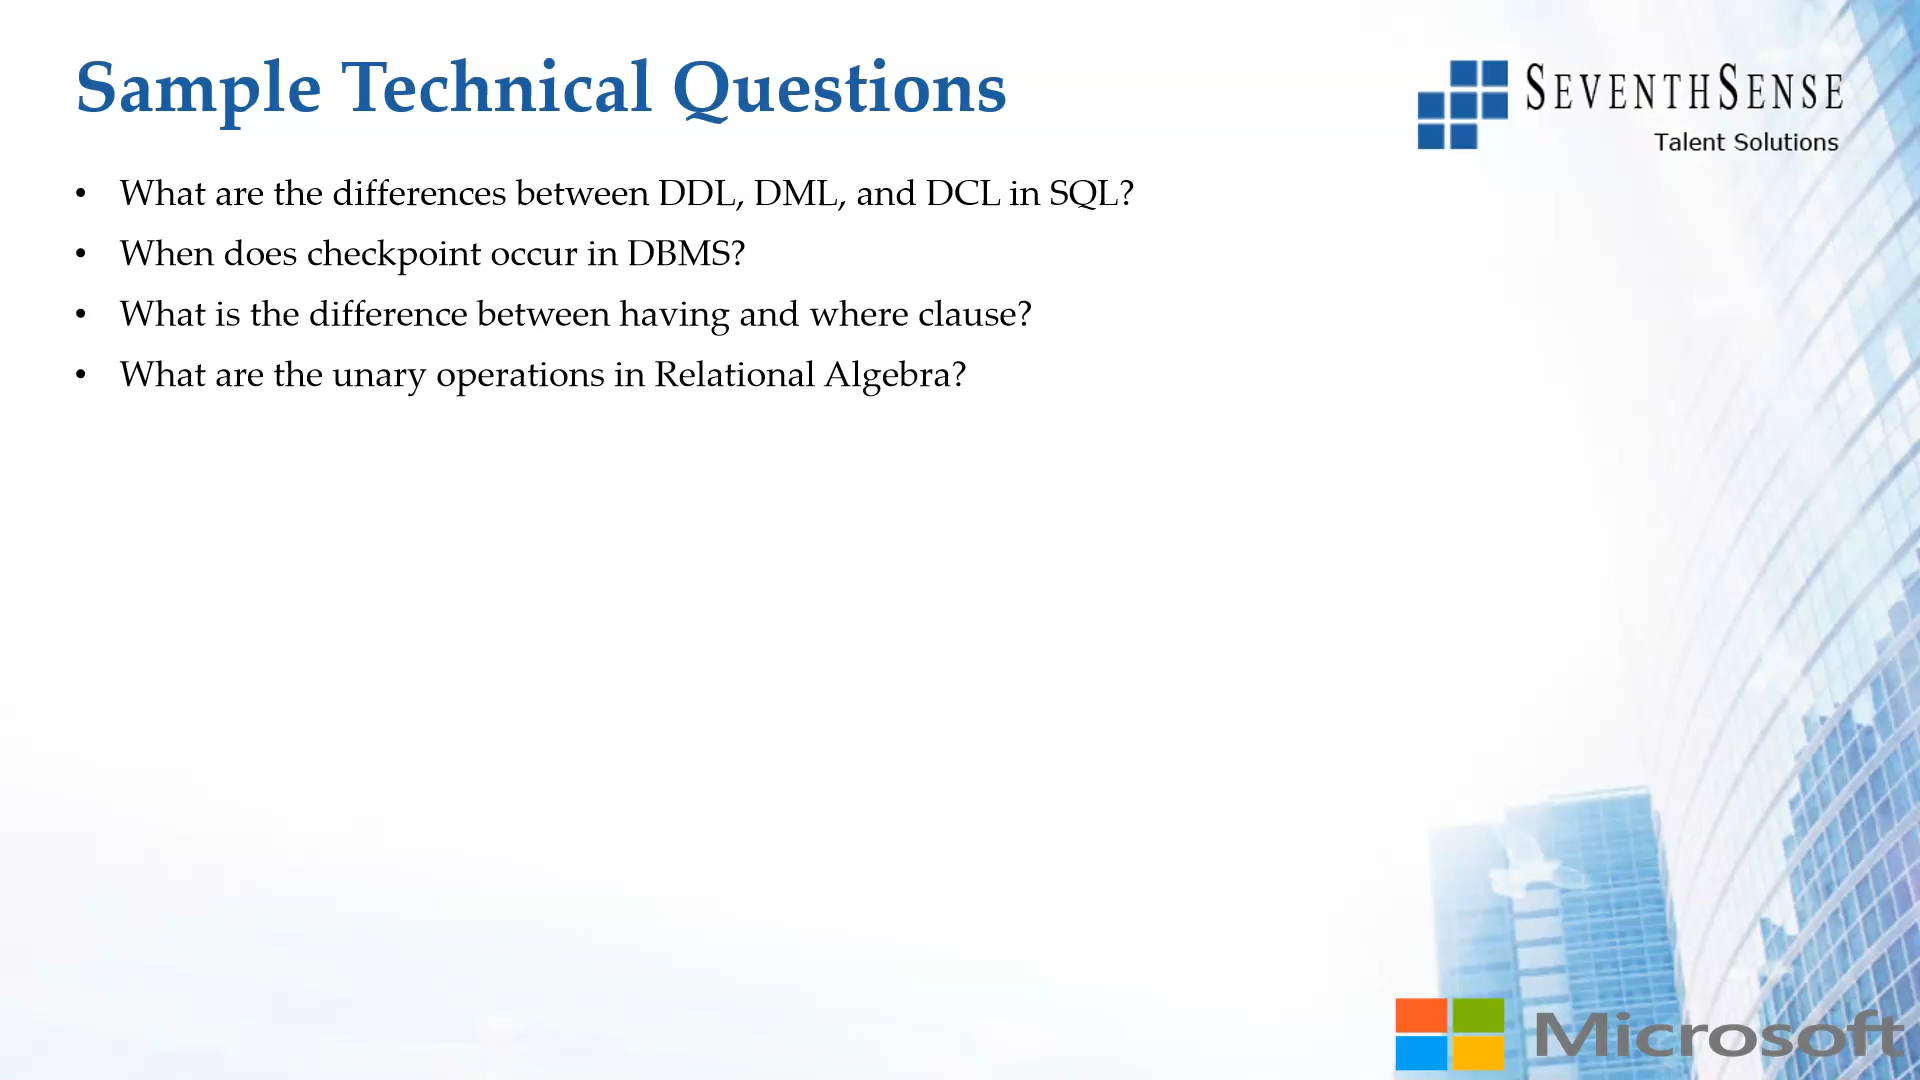 Sample Technical Questions
SEVENTHSENSE
Talent Solutions
• What are the differences between DDL, DML, and DCL in SQL?
• When does checkpoint occur in DBMS?
• What is the difference between having and where clause?
• What are the unary operations in Relational Algebra?
Microsoft